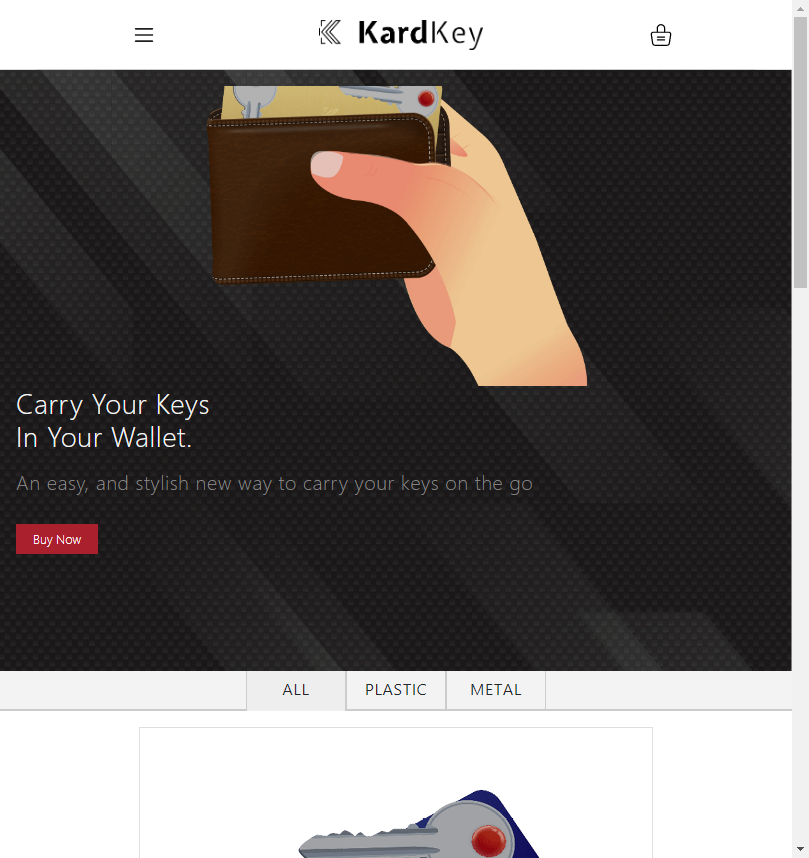 KardKey
Carry Your Keys
In Your Wallet.
An easy, and stylish new way to carry your keys on the go
Buy Now
ALL
PLASTIC
METAL